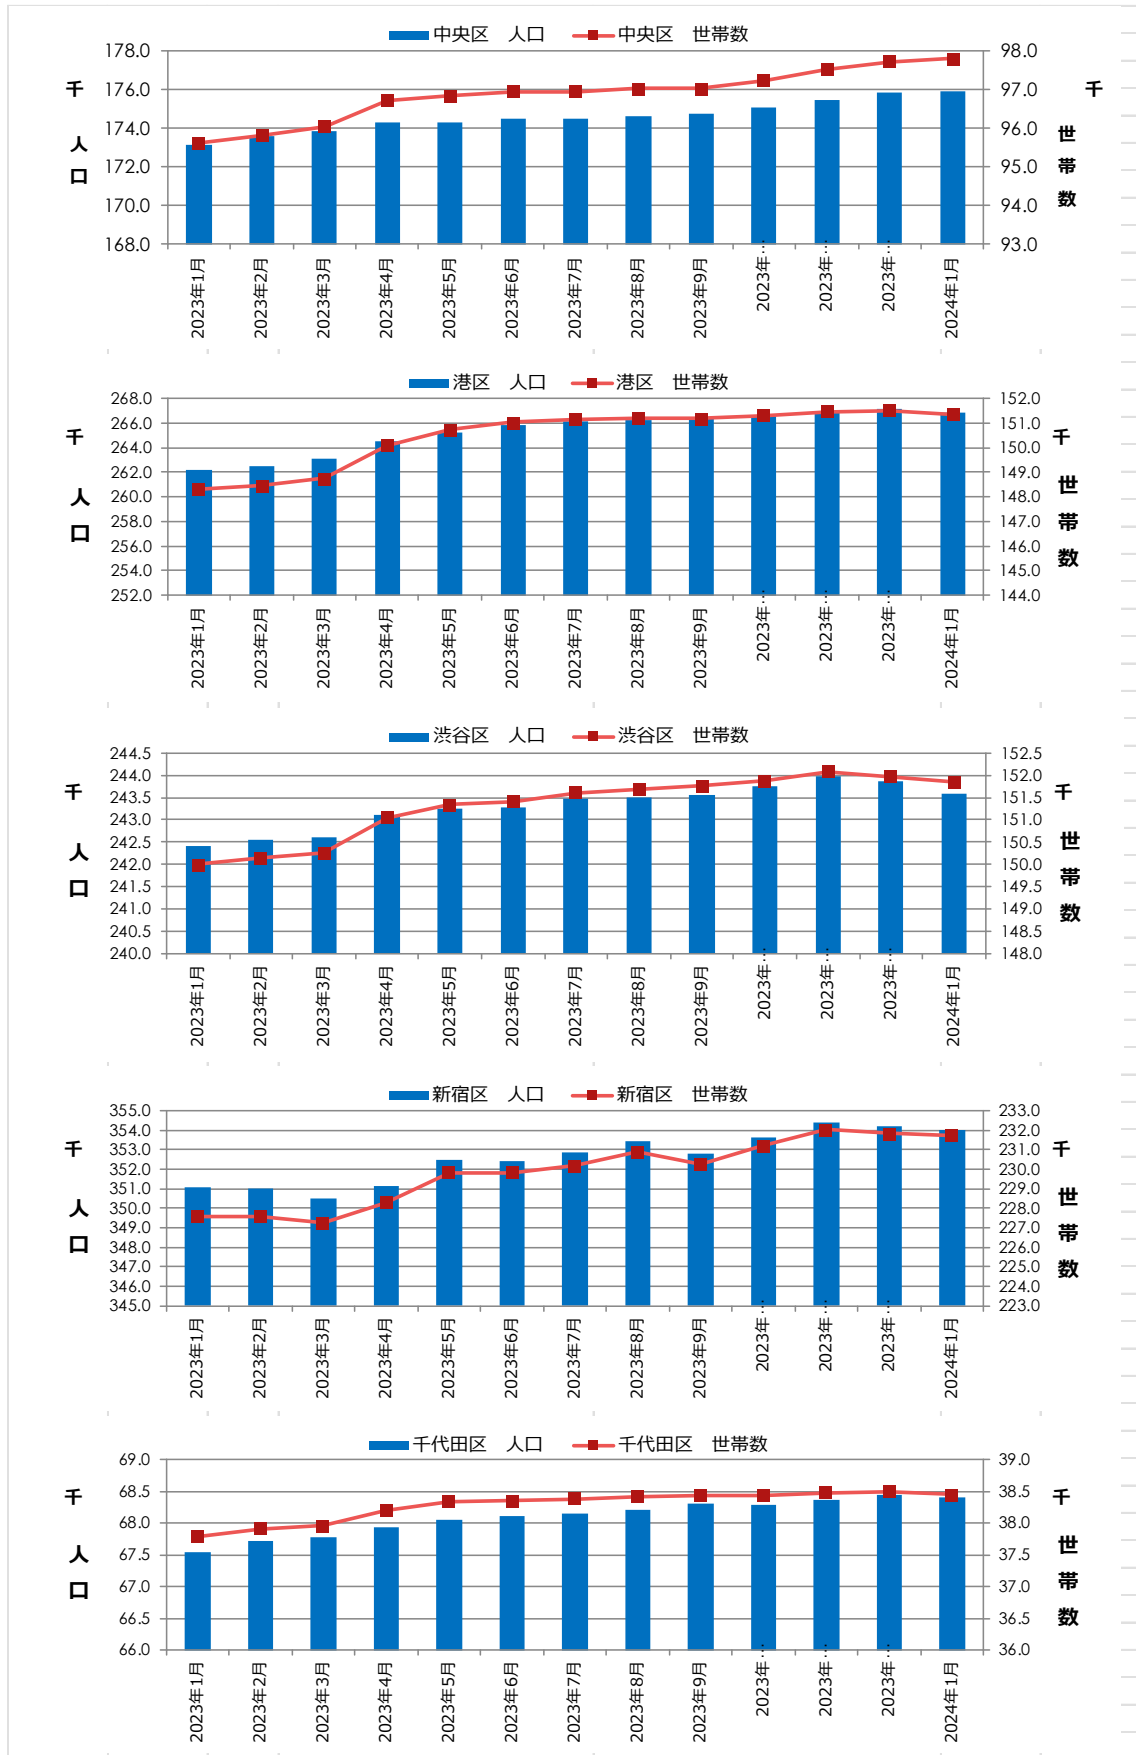 中央区　人口　中央区　世帯数
千
人
口
178.0
176.0
174.0
172.0
170.0
168.0
98.0
97.0
96.0
95.0
94.0
93.0
千
世
帯
数
2023年1月
2023年2月
2023年3月
2023年4月
2023年5月
2023年6月
2023年7月
2023年8月
2023年9月
2023年…
2023年…
2023年…
2024年1月
港区　人口　港区　世帯数
千
人
口
268.0
266.0
264.0
262.0
260.0
258.0
256.0
254.0
252.0
152.0
151.0
150.0
149.0
148.0
147.0
146.0
145.0
144.0
千
世
帯
数
2023年1月
2023年2月
2023年3月
2023年4月
2023年5月
2023年6月
2023年7月
2023年8月
2023年9月
2023年…
2023年…
2023年…
2024年1月
渋谷区　人口　渋谷区　世帯数
千
人
口
244.5
244.0
243.5
243.0
242.5
242.0
241.5
241.0
240.5
240.0
152.5
152.0
151.5
151.0
150.5
150.0
149.5
149.0
148.5
148.0
千
世
帯
数
2023年1月
2023年2月
2023年3月
2023年4月
2023年5月
2023年6月
2023年7月
2023年8月
2023年9月
2023年…
2023年…
2023年…
2024年1月
新宿区　人口　新宿区　世帯数
千
人
口
355.0
354.0
353.0
352.0
351.0
350.0
349.0
348.0
347.0
346.0
345.0
233.0
232.0
231.0
230.0
229.0
228.0
227.0
226.0
225.0
224.0
223.0
千
世
帯
数
2023年1月
2023年2月
2023年3月
2023年4月
2023年5月
2023年6月
2023年7月
2023年8月
2023年9月
2023年…
2023年…
2023年…
2024年1月
千代田区　人口　千代田区　世帯数
千
人
口
69.0
68.5
68.0
67.5
67.0
66.5
66.0
39.0
38.5
38.0
37.5
37.0
36.5
36.0
千
世
帯
数
2023年1月
2023年2月
2023年3月
2023年4月
2023年5月
2023年6月
2023年7月
2023年8月
2023年9月
2023年…
2023年…
2023年…
2024年1月